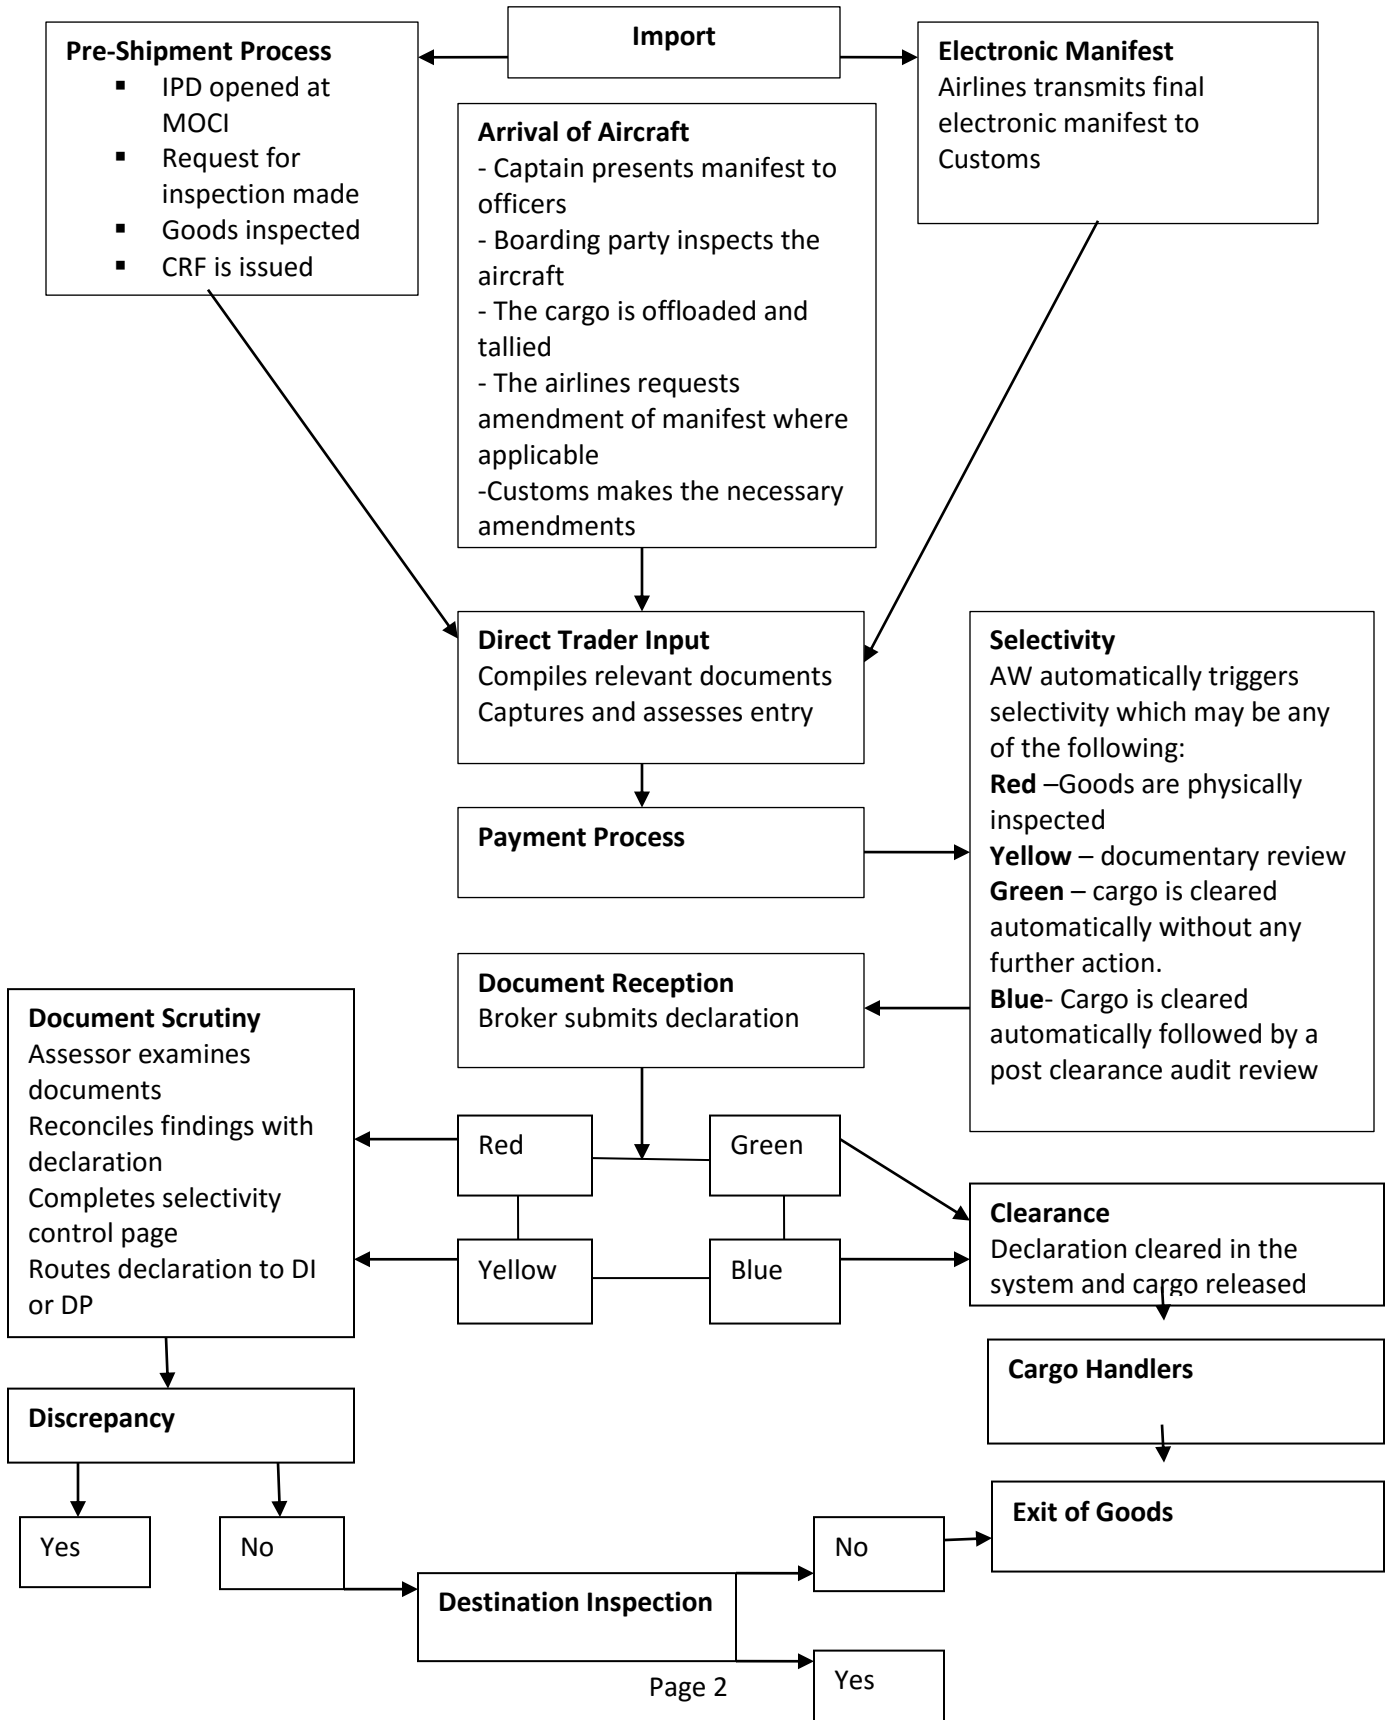 Import
Pre-Shipment Process
▪ IPD opened at
MOCI
▪ Request for
inspection made
▪ Goods inspected
▪ CRF is issued
Electronic Manifest
Airlines transmits final
electronic manifest to
Customs
Arrival of Aircraft
- Captain presents manifest to
officers
- Boarding party inspects the
aircraft
- The cargo is offloaded and
tallied
- The airlines requests
amendment of manifest where
applicable
-Customs makes the necessary
amendments
Direct Trader Input
Compiles relevant documents
Captures and assesses entry
Payment Process
Selectivity
AW automatically triggers
selectivity which may be any
of the following:
Red –Goods are physically
inspected
Yellow – documentary review
Green – cargo is cleared
automatically without any
further action.
Blue- Cargo is cleared
automatically followed by a
post clearance audit review
Document Reception
Broker submits declaration
Document Scrutiny
Assessor examines
documents
Reconciles findings with
declaration
Completes selectivity
control page
Routes declaration to DI
or DP
Red
Green
Yellow
Blue
Clearance
Declaration cleared in the
system and cargo released
Cargo Handlers
Discrepancy
Exit of Goods
Yes
No
No
Destination Inspection
Yes
Page 2